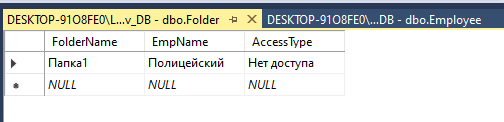 DESKTOP-91O8FE0\L...v_DB - dbo.Folder DESKTOP-91O8FE0\...DB - dbo.Employee
FolderName EmpName AccessType
Папка1 Полицейский Нет доступа
NULL NULL NULL